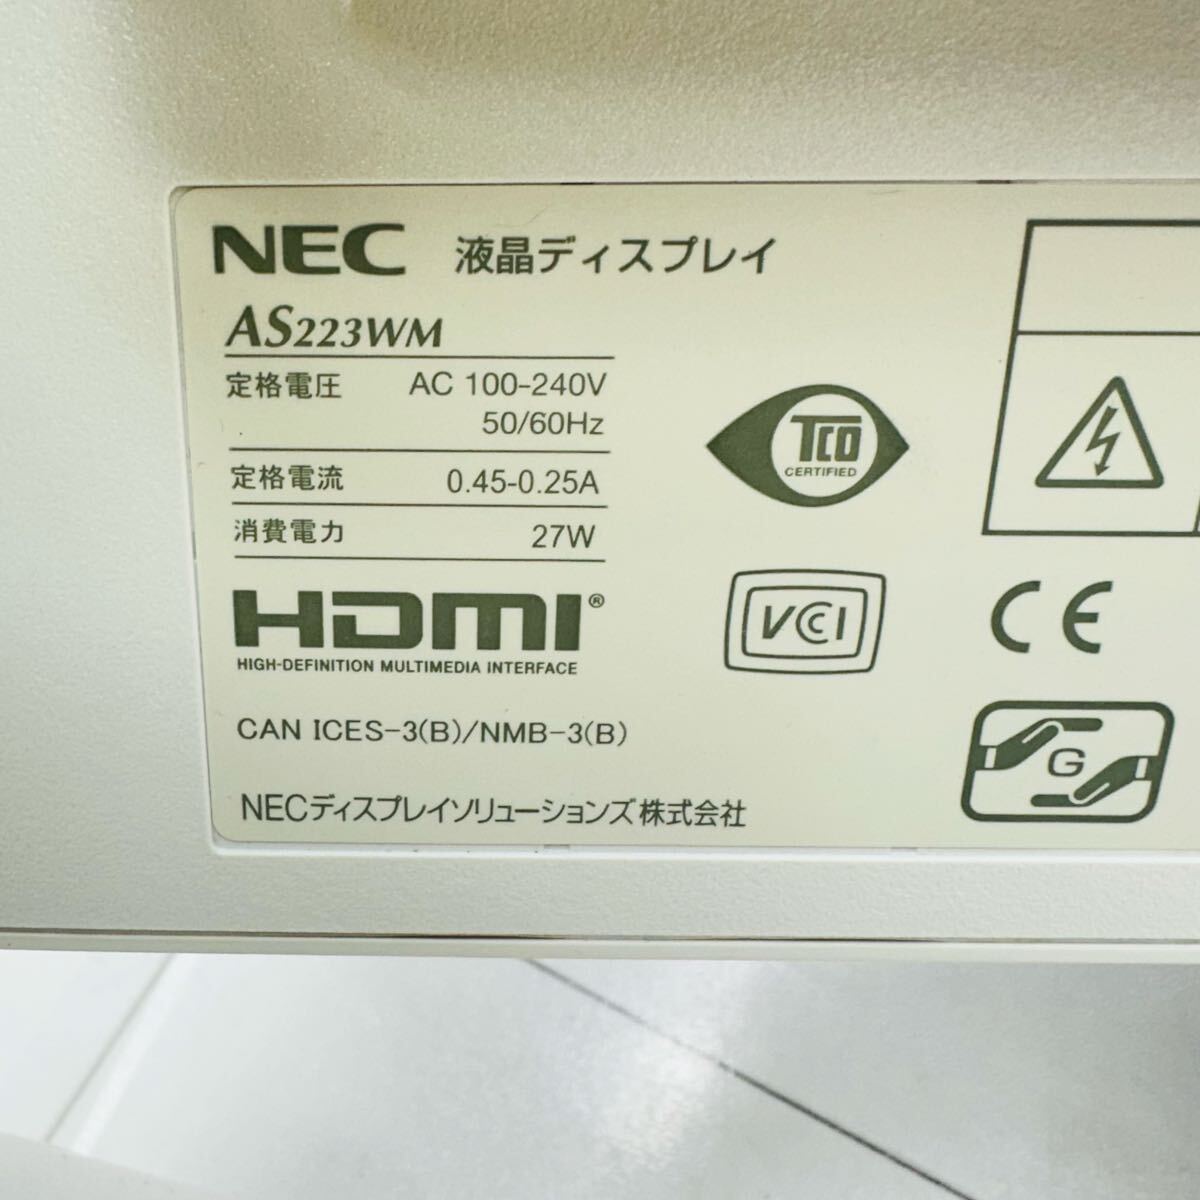 NEC 液晶ディスプレイ
AS223WM
定格電圧 AC 100-240V
50/60Hz
定格電流 0.45-0.25A
消費電力 27W
TCO
CERTIFIED
HDMI®
HIGH-DEFINITION MULTIMEDIA INTERFACE
VCCI
CE
CAN ICES-3(B)/NMB-3(B)
G
NECディスプレイソリューションズ株式会社